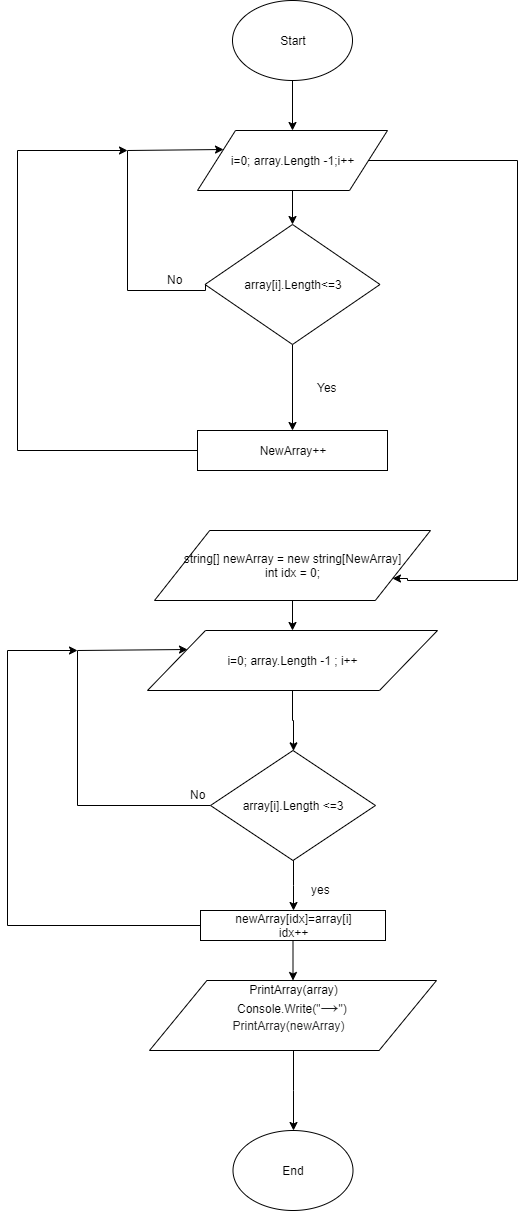 Start
i=0; array.Length -1;i++
array[i].Length<=3
No
Yes
NewArray++
string[] newArray = new string[NewArray]
int idx = 0;
i=0; array.Length -1 ; i++
No
array[i].Length <=3
yes
newArray[idx]=array[i]
idx++
PrintArray(array)
Console.Write("→")
PrintArray(newArray)
End